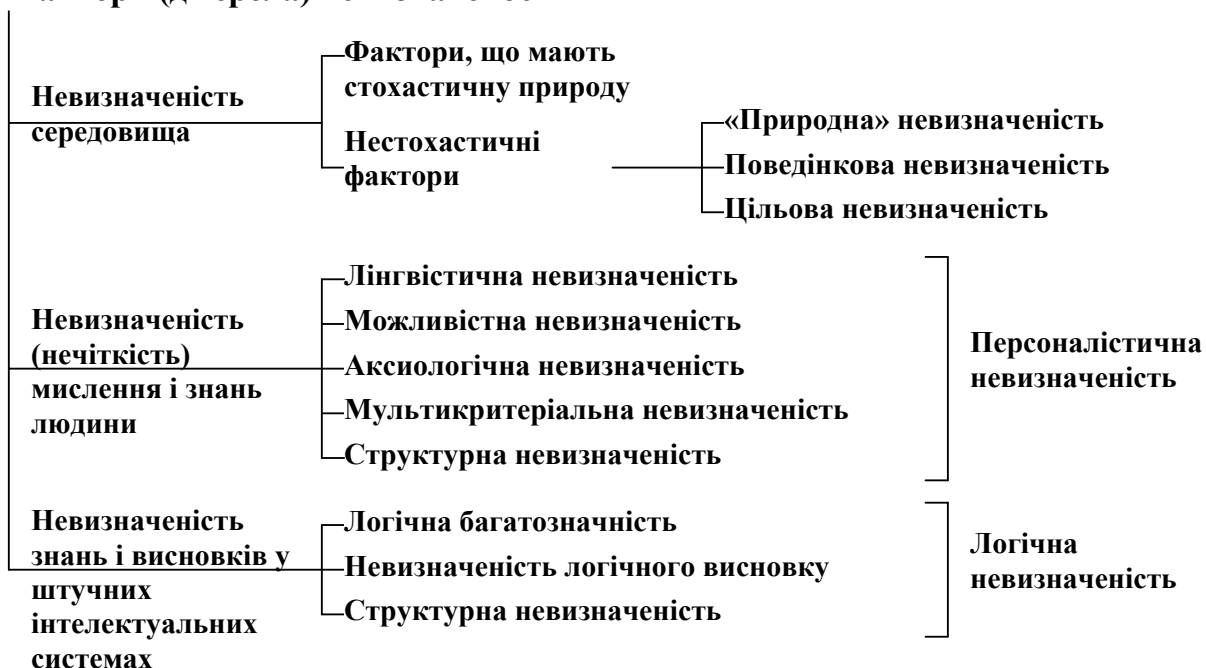 Невизначеність
середовища
Фактори, що мають
стохастичну природу
Нестохастичні
фактори
«Природна» невизначеність
Поведінкова невизначеність
Цільова невизначеність
Невизначеність
(нечіткість)
мислення і знань
людини
Лінгвістична невизначеність
Можливістна невизначеність
Аксиологічна невизначеність
Мультикритеріальна невизначеність
Структурна невизначеність
Персоналістична
невизначеність
Невизначеність
знань і висновків у
штучних
інтелектуальних
системах
Логічна багатозначність
Невизначеність логічного висновку
Структурна невизначеність
Логічна
невизначеність